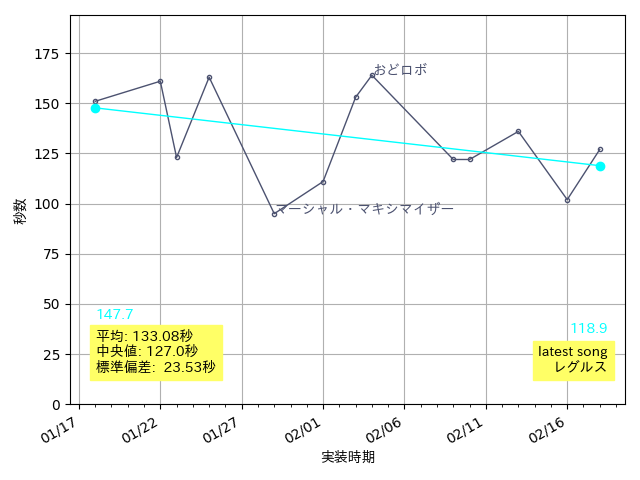 175
150
125
100
75
50
25
0
秒数
おどロボ
マーシャル・マキシマイザー
147.7
平均: 133.08秒
中央値: 127.0秒
標準偏差: 23.53秒
118.9
latest song
レグルス
01/17
01/22
01/27
02/01
02/06
02/11
02/16
実装時期